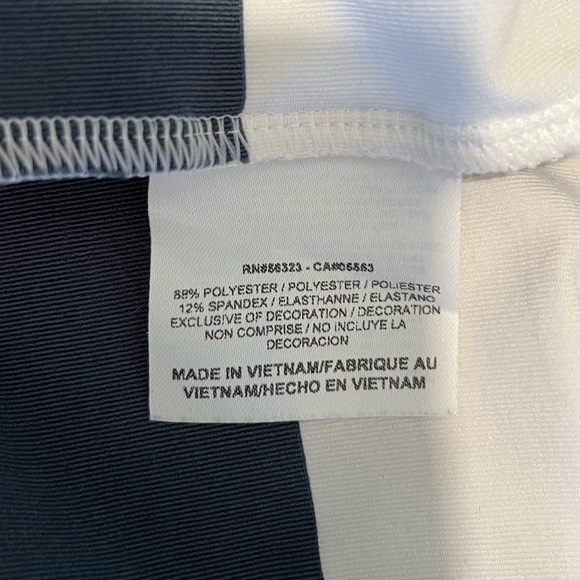 RN#56323 - CA#05553
88% POLYESTER / POLYESTER / POLIESTER
12% SPANDEX / ELASTHANNE / ELASTANO
EXCLUSIVE OF DECORATION / DECORATION
NON COMPRISE / NO INCLUYE LA
DECORACION
MADE IN VIETNAM/FABRIQUE AU
VIETNAM/HECHO EN VIETNAM